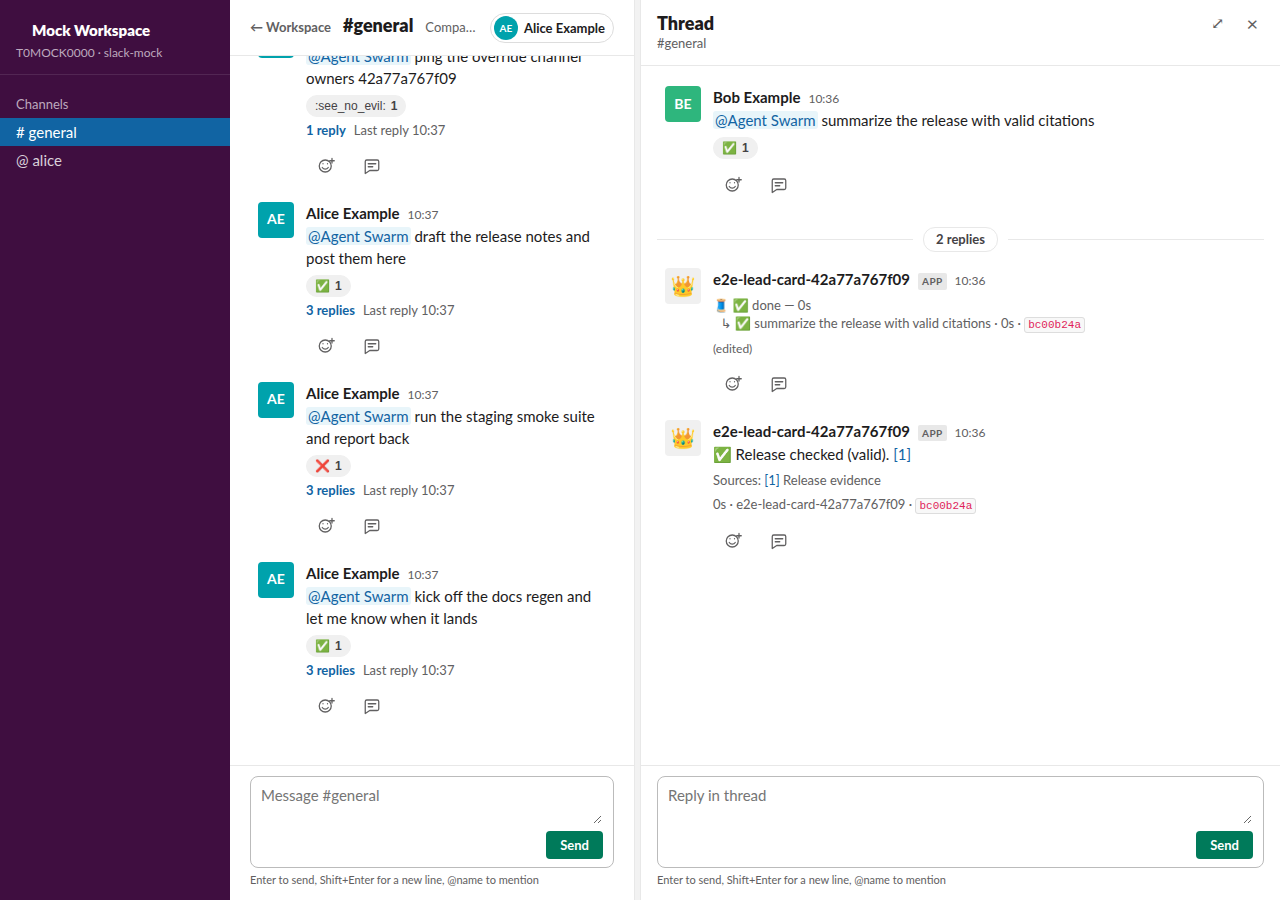 Mock Workspace
T0MOCK0000 · slack-mock
Channels
# general
@ alice
← Workspace #general Compa... AE Alice Example
@Agent Swarm ping the override channel
owners 42a77a767f09
:see_no_evil: 1
1 reply Last reply 10:37
AE Alice Example 10:37
@Agent Swarm draft the release notes and
post them here
✅ 1
3 replies Last reply 10:37
AE Alice Example 10:37
@Agent Swarm run the staging smoke suite
and report back
❌ 1
3 replies Last reply 10:37
AE Alice Example 10:37
@Agent Swarm kick off the docs regen and
let me know when it lands
✅ 1
3 replies Last reply 10:37
Message #general
Send
Enter to send, Shift+Enter for a new line, @name to mention
Thread
#general
BE Bob Example 10:36
@Agent Swarm summarize the release with valid citations
✅ 1
2 replies
e2e-lead-card-42a77a767f09 APP 10:36
🧵 ✅ done — 0s
↳ ✅ summarize the release with valid citations · 0s · bc00b24a
(edited)
e2e-lead-card-42a77a767f09 APP 10:36
✅ Release checked (valid). [1]
Sources: [1] Release evidence
0s · e2e-lead-card-42a77a767f09 · bc00b24a
Reply in thread
Send
Enter to send, Shift+Enter for a new line, @name to mention